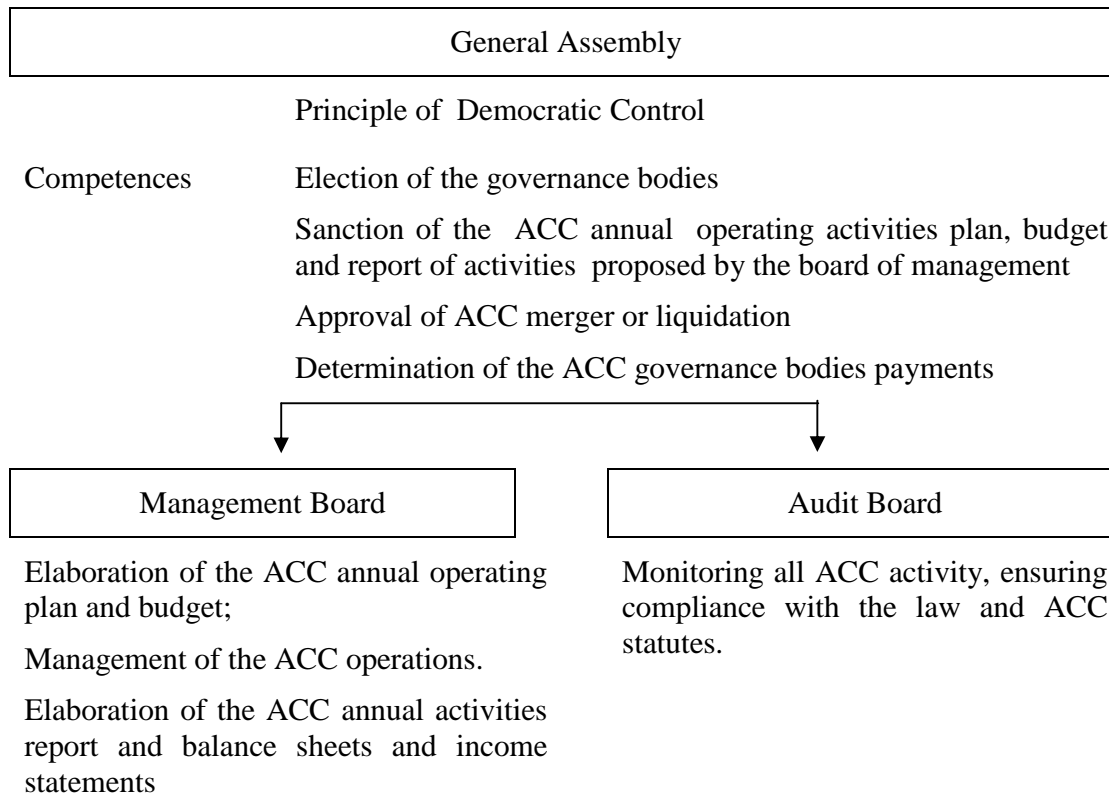 General Assembly
Principle of Democratic Control
Competences
Election of the governance bodies
Sanction of the ACC annual operating activities plan, budget
and report of activities proposed by the board of management
Approval of ACC merger or liquidation
Determination of the ACC governance bodies payments
Management Board
Elaboration of the ACC annual operating
plan and budget;
Management of the ACC operations.
Elaboration of the ACC annual activities
report and balance sheets and income
statements
Audit Board
Monitoring all ACC activity, ensuring
compliance with the law and ACC
statutes.